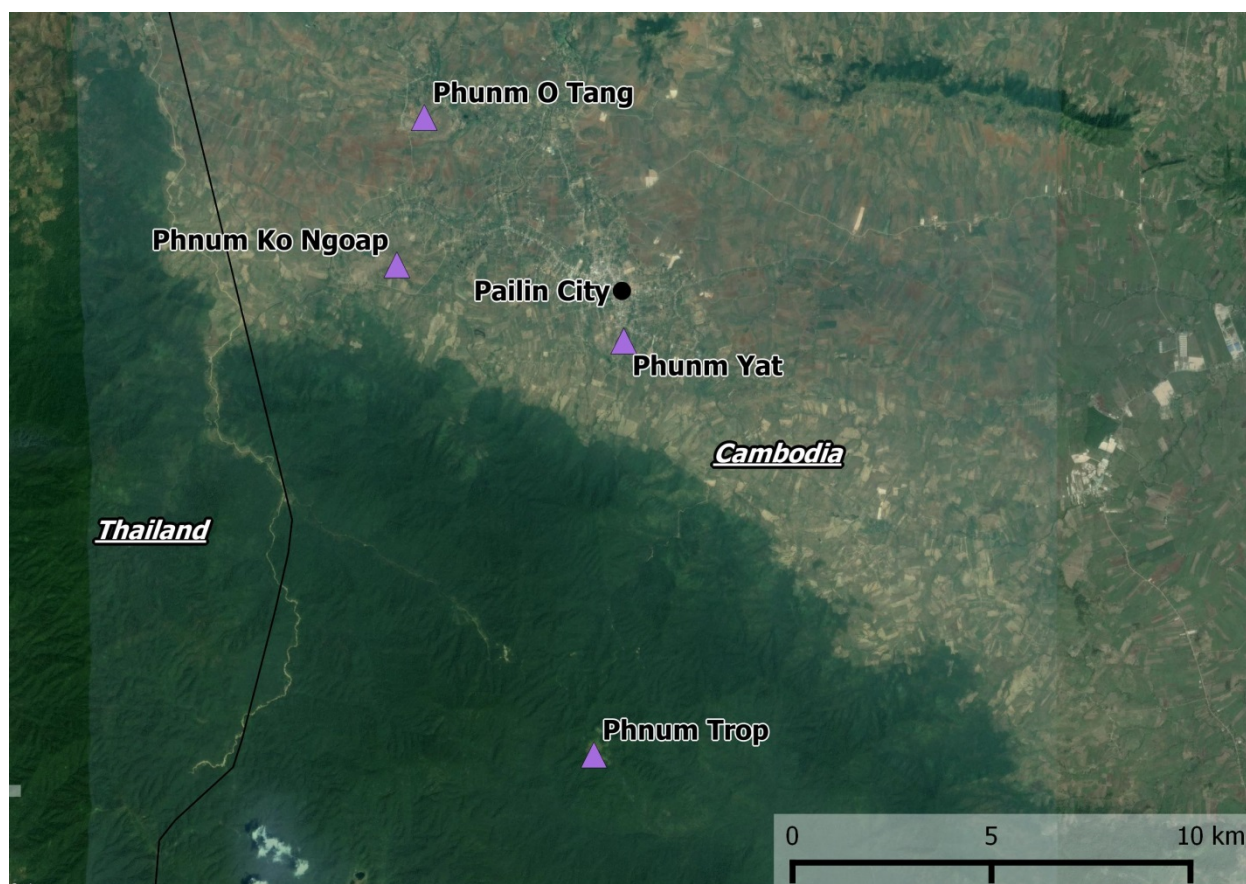 Phunm O Tang
Phnum Ko Ngoap
Pailin City
Phunm Yat
Cambodia
Thailand
Phnum Trop
0 5 10 km